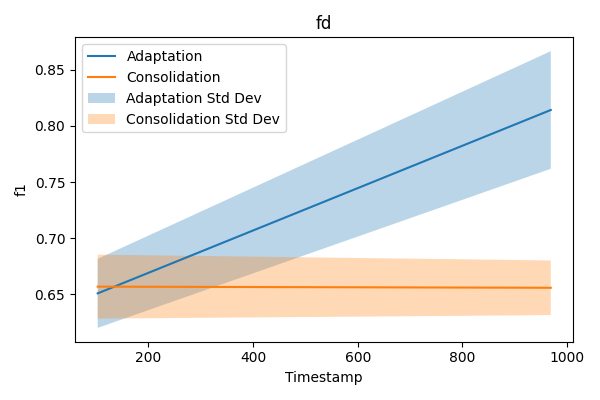 fd
Adaptation
Consolidation
Adaptation Std Dev
Consolidation Std Dev
f1
0.85
0.80
0.75
0.70
0.65
200 400 600 800 1000
Timestamp